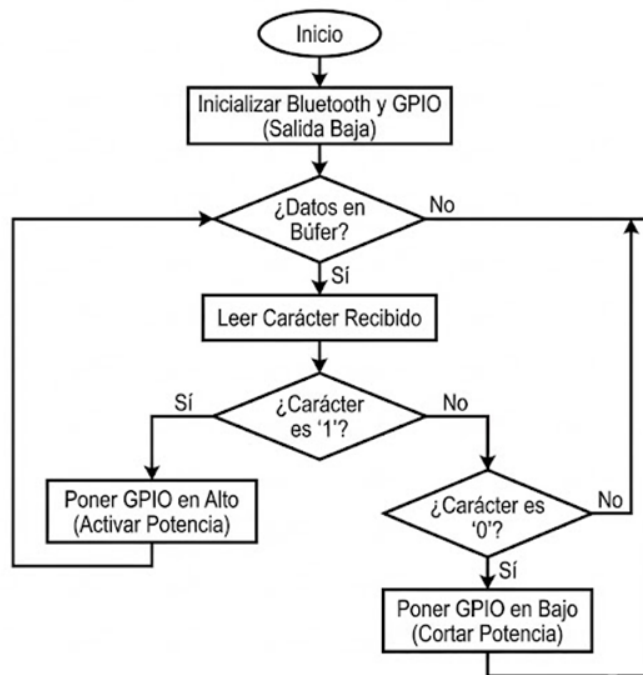 Inicio
Inicializar Bluetooth y GPIO
(Salida Baja)
¿Datos en
Búfer?
No
Sí
Leer Carácter Recibido
Sí
¿Carácter
es ‘1’?
No
Poner GPIO en Alto
(Activar Potencia)
¿Carácter es
‘0’?
No
Sí
Poner GPIO en Bajo
(Cortar Potencia)